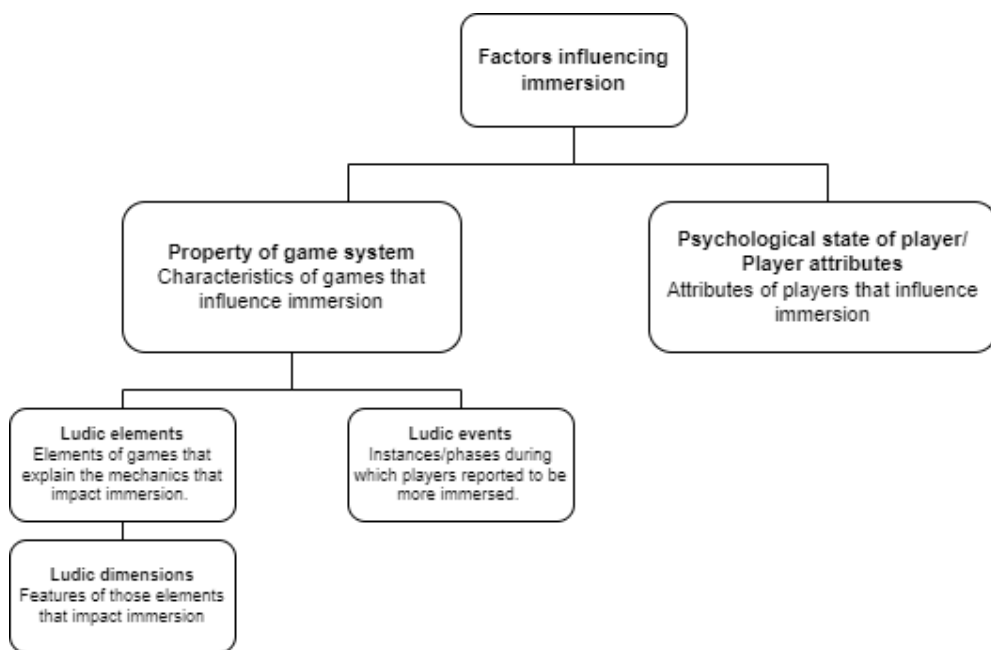 Factors influencing
immersion
Property of game system
Characteristics of games that
influence immersion
Psychological state of player/
Player attributes
Attributes of players that influence
immersion
Ludic elements
Elements of games that
explain the mechanics that
impact immersion.
Ludic events
Instances/phases during
which players reported to be
more immersed.
Ludic dimensions
Features of those elements
that impact immersion